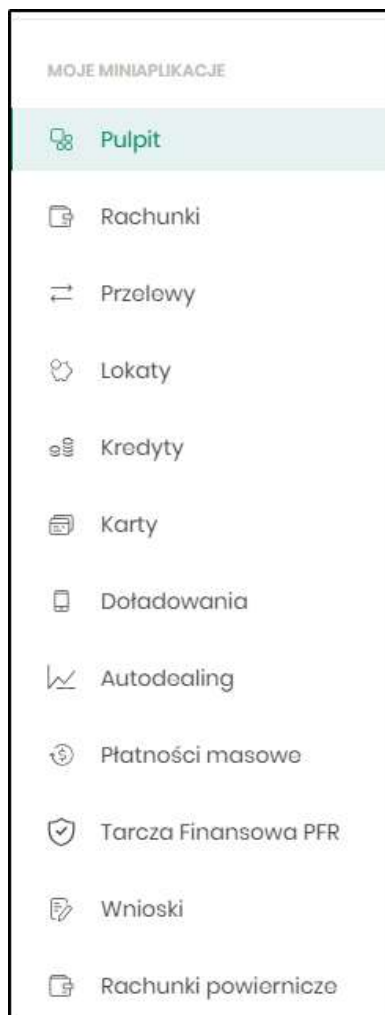 MOJE MINIAPLIKACJE
Pulpit
Rachunki
Przelewy
Lokaty
Kredyty
Karty
Doładowania
Autodealing
Płatności masowe
Tarcza Finansowa PFR
Wnioski
Rachunki powiernicze